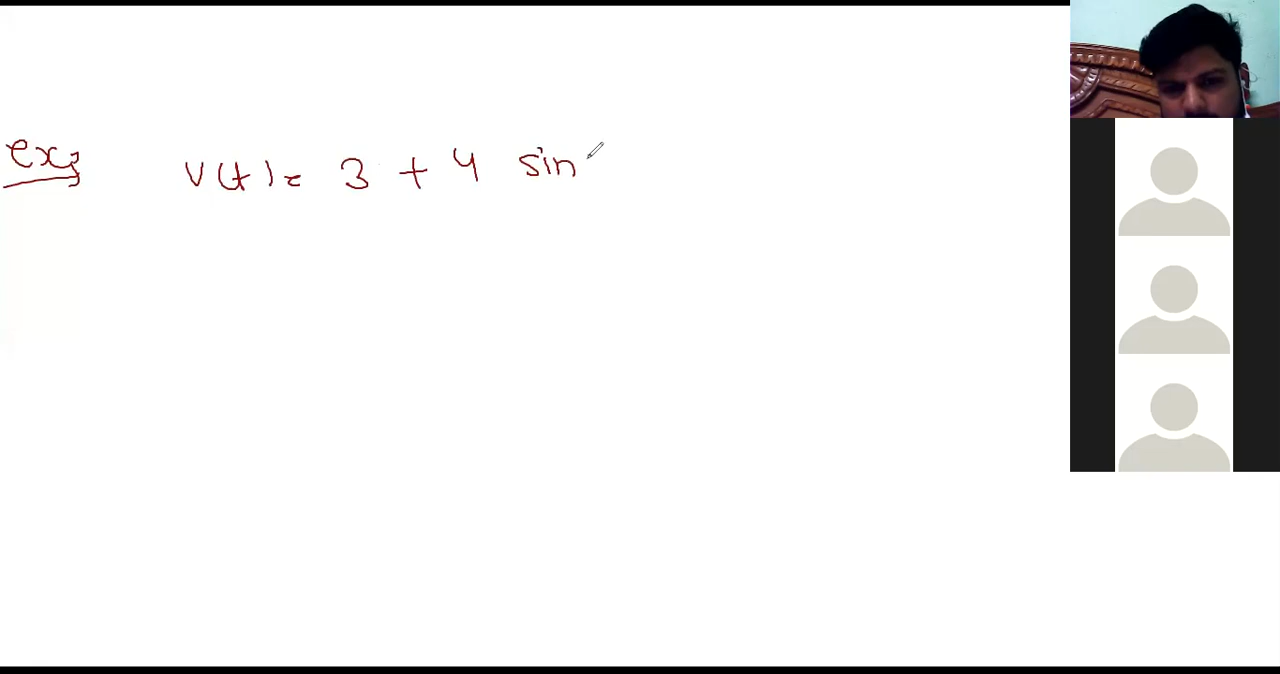 ex:
v(t) = 3 + 4 sin